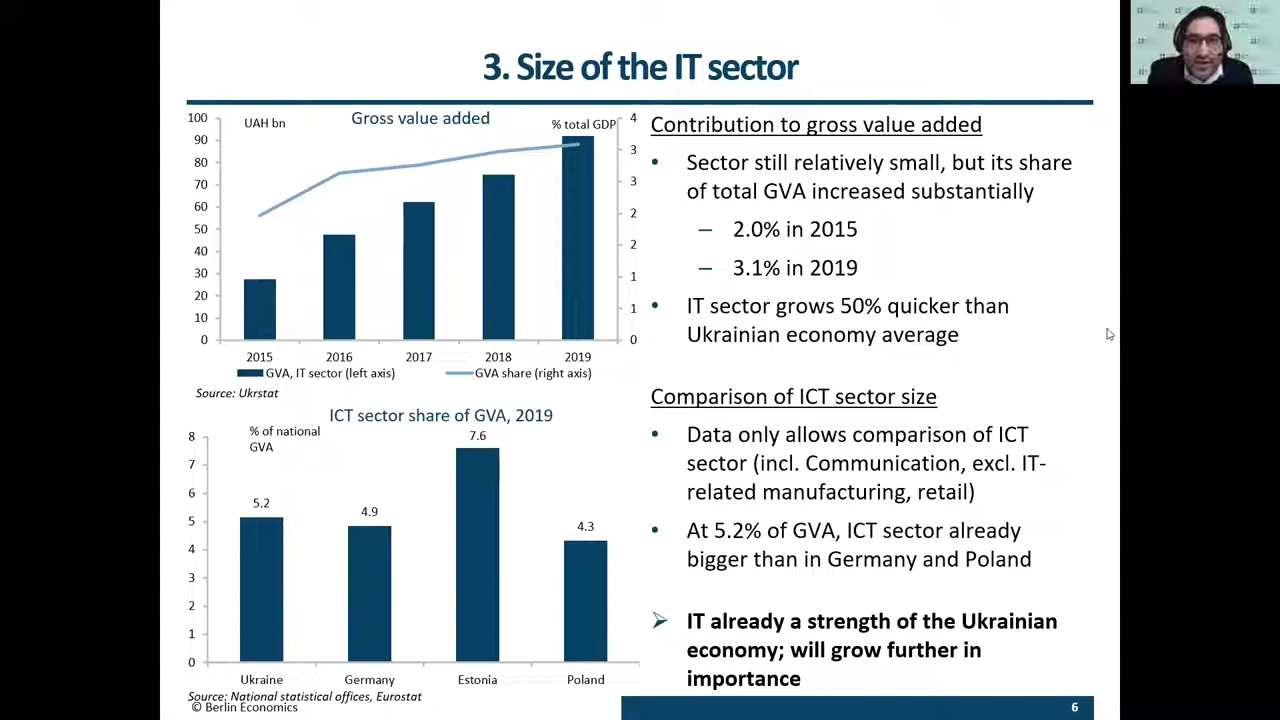 3. Size of the IT sector
Gross value added
UAH bn
% total GDP
100
90
80
70
60
50
40
30
20
10
0
4
3
3
2
2
1
1
0
2015 2016 2017 2018 2019
GVA, IT sector (left axis) GVA share (right axis)
Source: Ukrstat
ICT sector share of GVA, 2019
% of national
GVA
8
7
6
5
4
3
2
1
0
5.2
4.9
7.6
4.3
Ukraine Germany Estonia Poland
Source: National statistical offices, Eurostat
© Berlin Economics
Contribution to gross value added
• Sector still relatively small, but its share
of total GVA increased substantially
– 2.0% in 2015
– 3.1% in 2019
• IT sector grows 50% quicker than
Ukrainian economy average
Comparison of ICT sector size
• Data only allows comparison of ICT
sector (incl. Communication, excl. IT-
related manufacturing, retail)
• At 5.2% of GVA, ICT sector already
bigger than in Germany and Poland
➢ IT already a strength of the Ukrainian
economy; will grow further in
importance
6